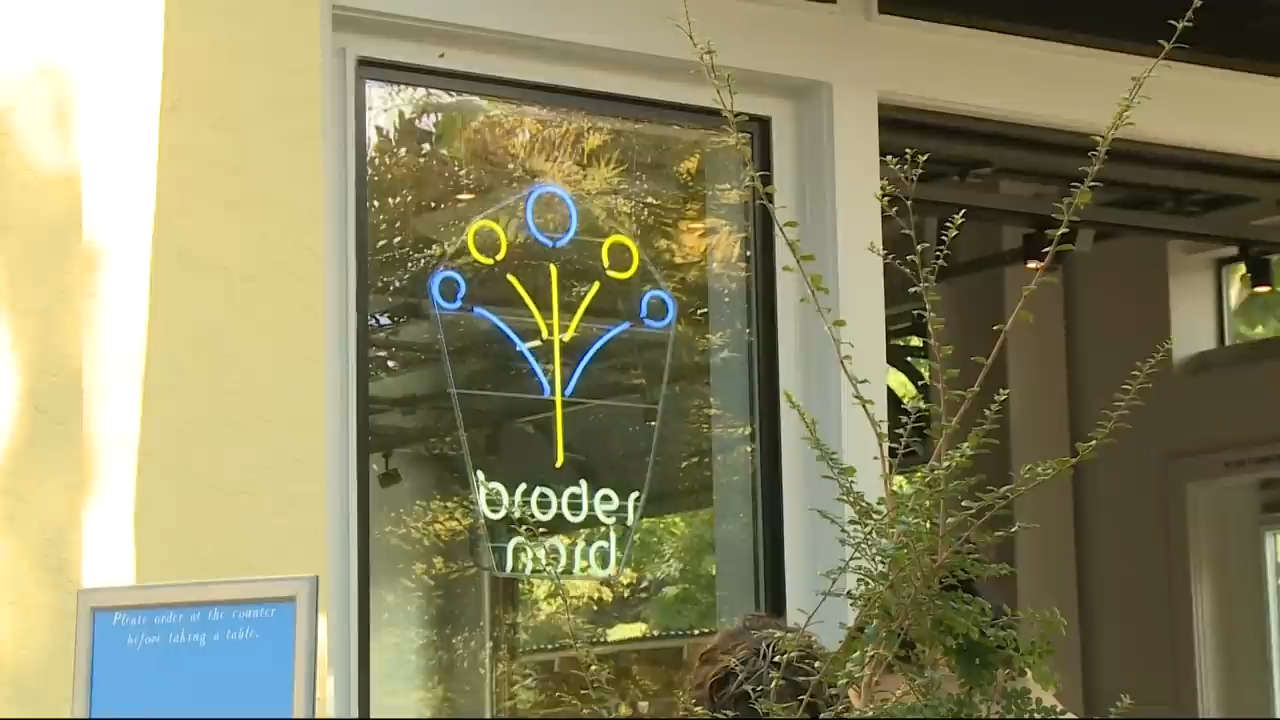 broder
nord
Please order at the counter
before taking a table.